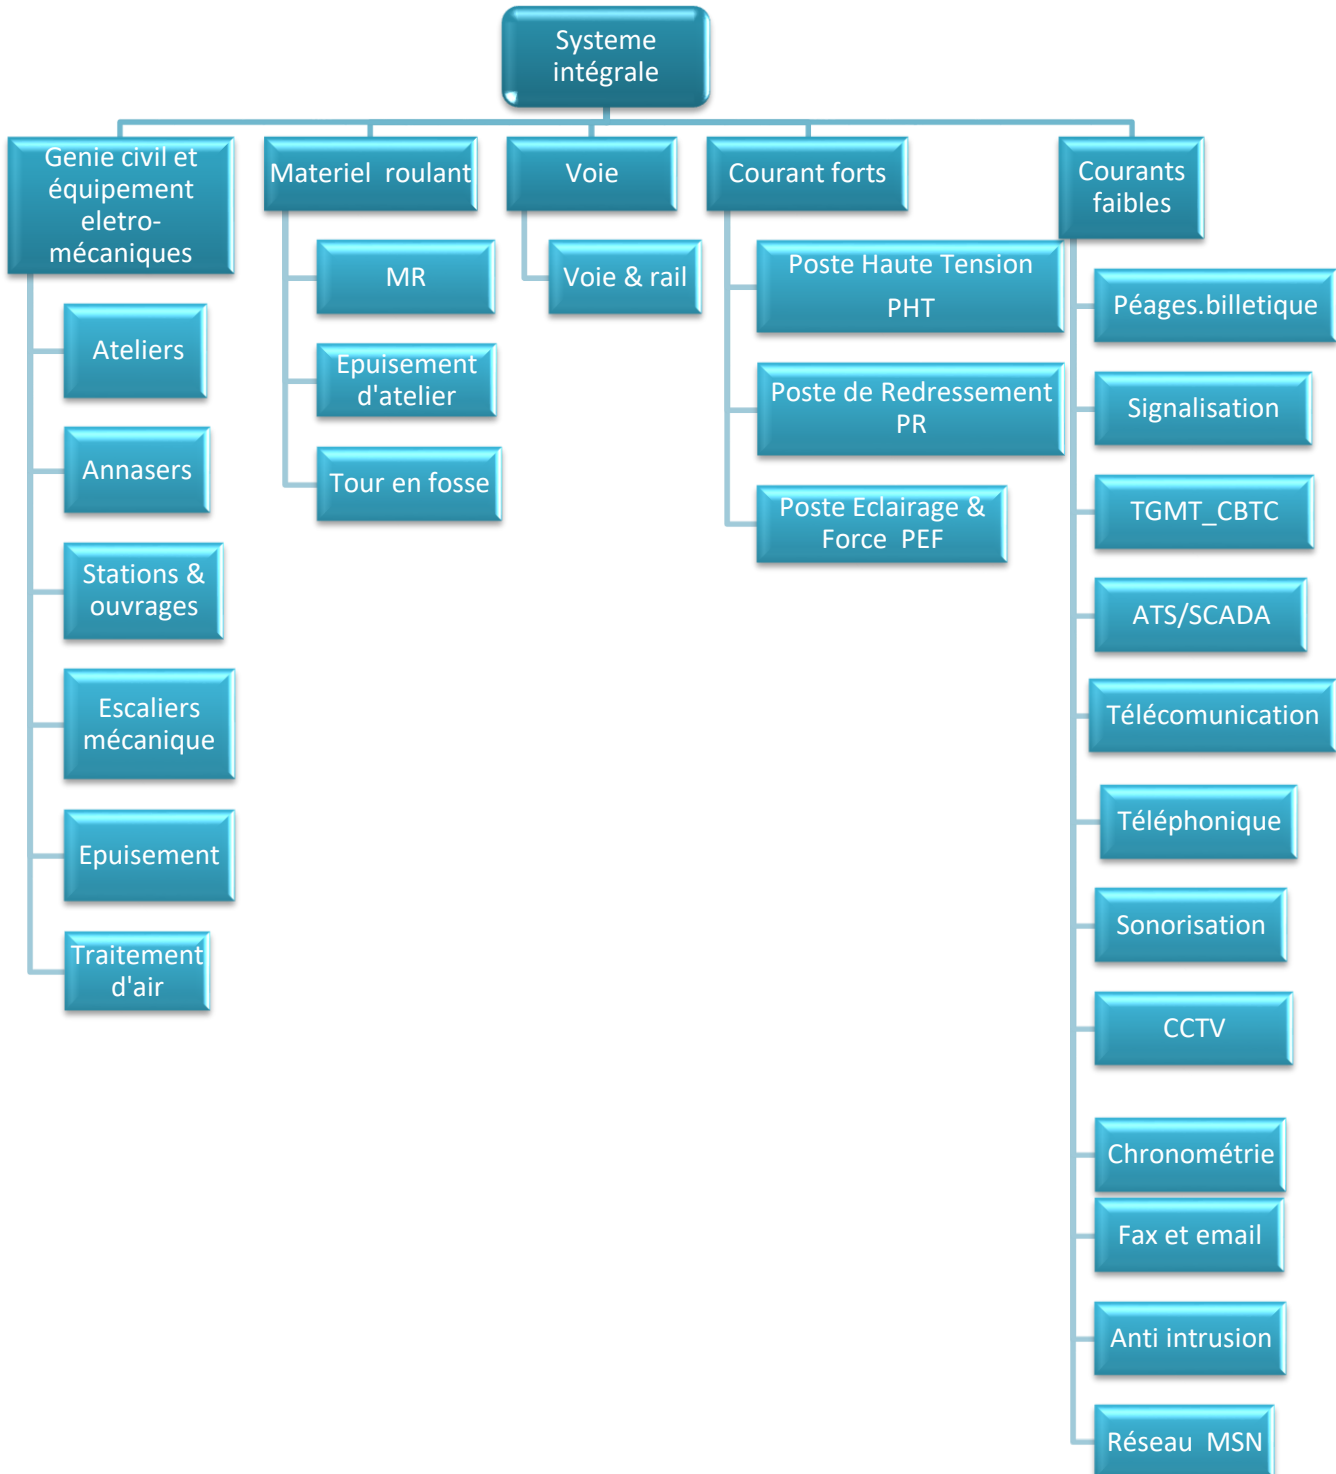 Systeme
intégrale
Genie civil et
équipement
eletro-
mécaniques
Ateliers
Annasers
Stations &
ouvrages
Escaliers
mécanique
Epuisement
Traitement
d'air
Materiel roulant
MR
Epuisement
d'atelier
Tour en fosse
Voie
Voie & rail
Courant forts
Poste Haute Tension
PHT
Poste de Redressement
PR
Poste Eclairage &
Force PEF
Courants
faibles
Péages.billetique
Signalisation
TGMT_CBTC
ATS/SCADA
Télécomunication
Téléphonique
Sonorisation
CCTV
Chronométrie
Fax et email
Anti intrusion
Réseau MSN